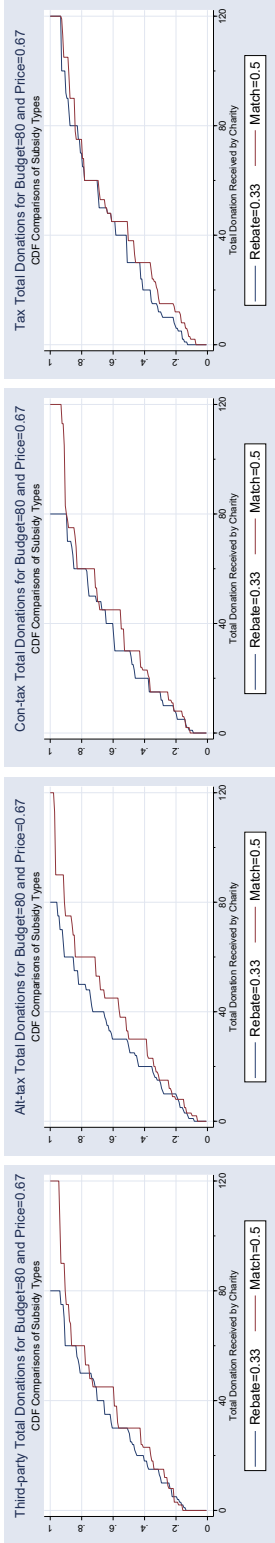 Third-party Total Donations for Budget=80 and Price=0.67
CDF Comparisons of Subsidy Types
1
.8
.6
.4
.2
0
0 40 80 120
Total Donation Received by Charity
Rebate=0.33 Match=0.5
Alt-tax Total Donations for Budget=80 and Price=0.67
CDF Comparisons of Subsidy Types
1
.8
.6
.4
.2
0
0 40 80 120
Total Donation Received by Charity
Rebate=0.33 Match=0.5
Con-tax Total Donations for Budget=80 and Price=0.67
CDF Comparisons of Subsidy Types
1
.8
.6
.4
.2
0
0 40 80 120
Total Donation Received by Charity
Rebate=0.33 Match=0.5
Tax Total Donations for Budget=80 and Price=0.67
CDF Comparisons of Subsidy Types
1
.8
.6
.4
.2
0
0 40 80 120
Total Donation Received by Charity
Rebate=0.33 Match=0.5